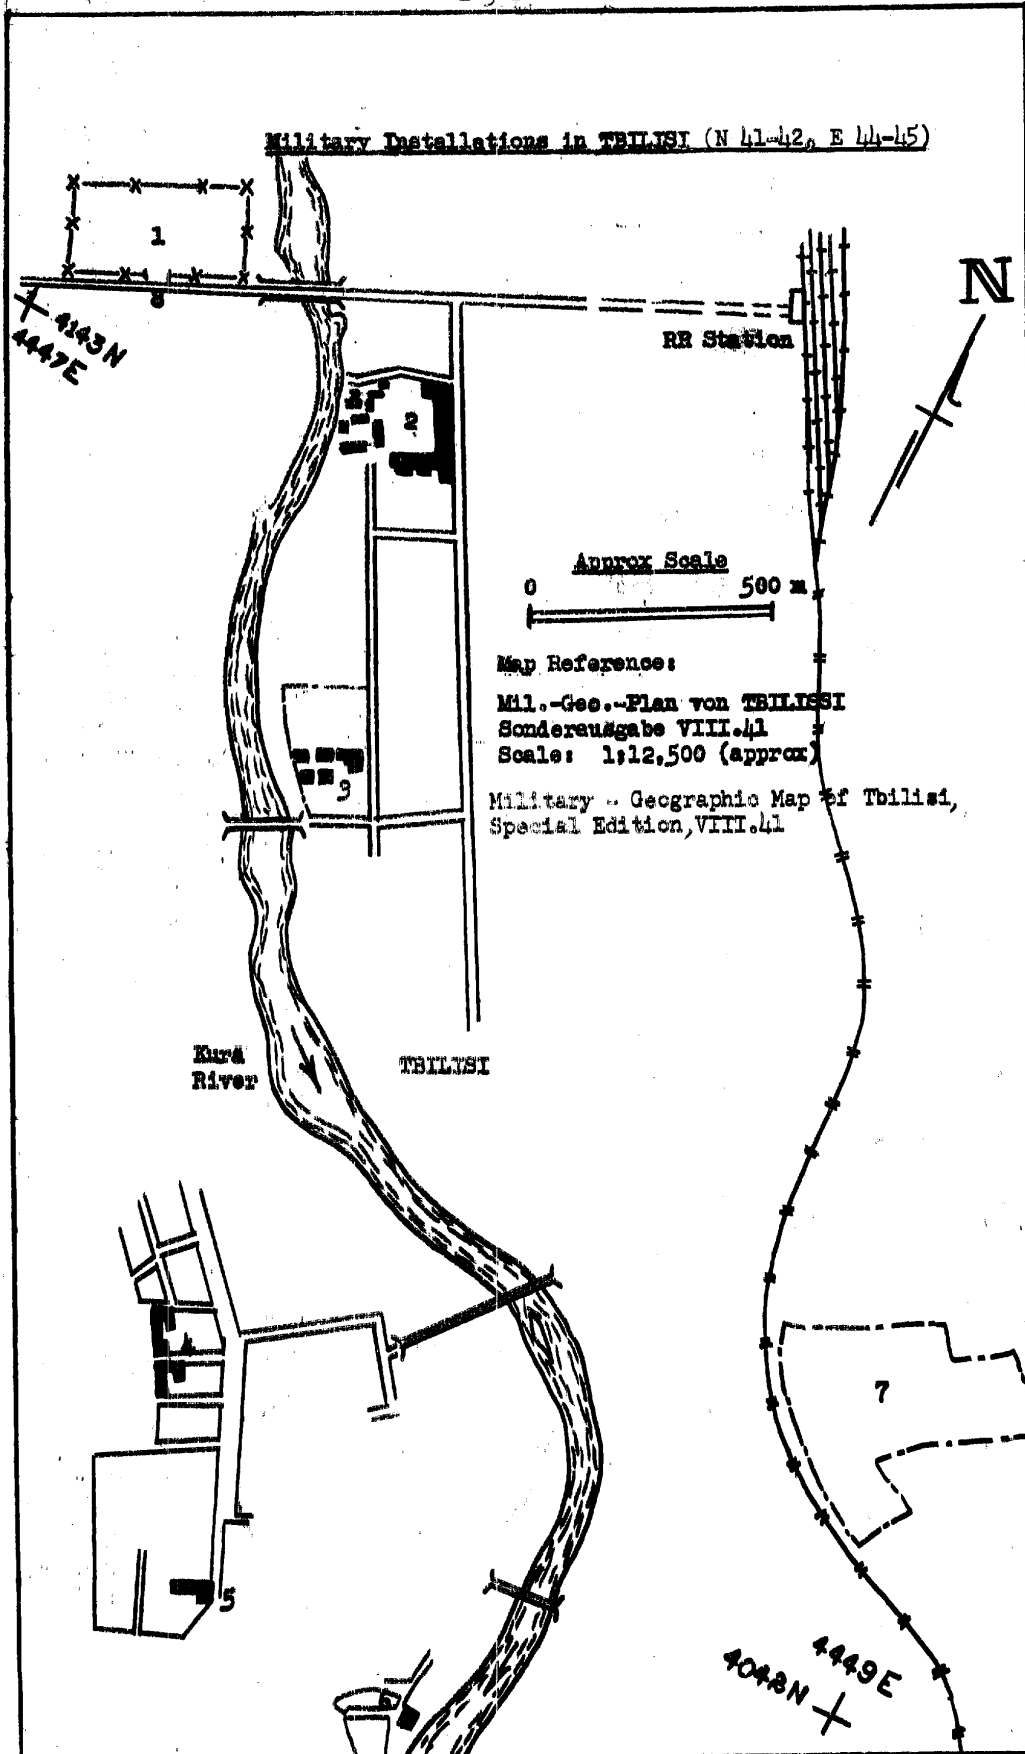 Military Installations in TBILISI (N 41-42, E 44-45)
1
8
4143N
4447E
N
RR Station
2
Approx Scale
0 500 m
Map Reference:
Mil.-Geo.-Plan von TBILISSI
Sonderausgabe VIII.41
Scale: 1:12,500 (approx)
3
Military - Geographic Map of Tbilisi,
Special Edition, VIII.41
Kura
River
TBILISI
4
7
5
4449E
4048N
6